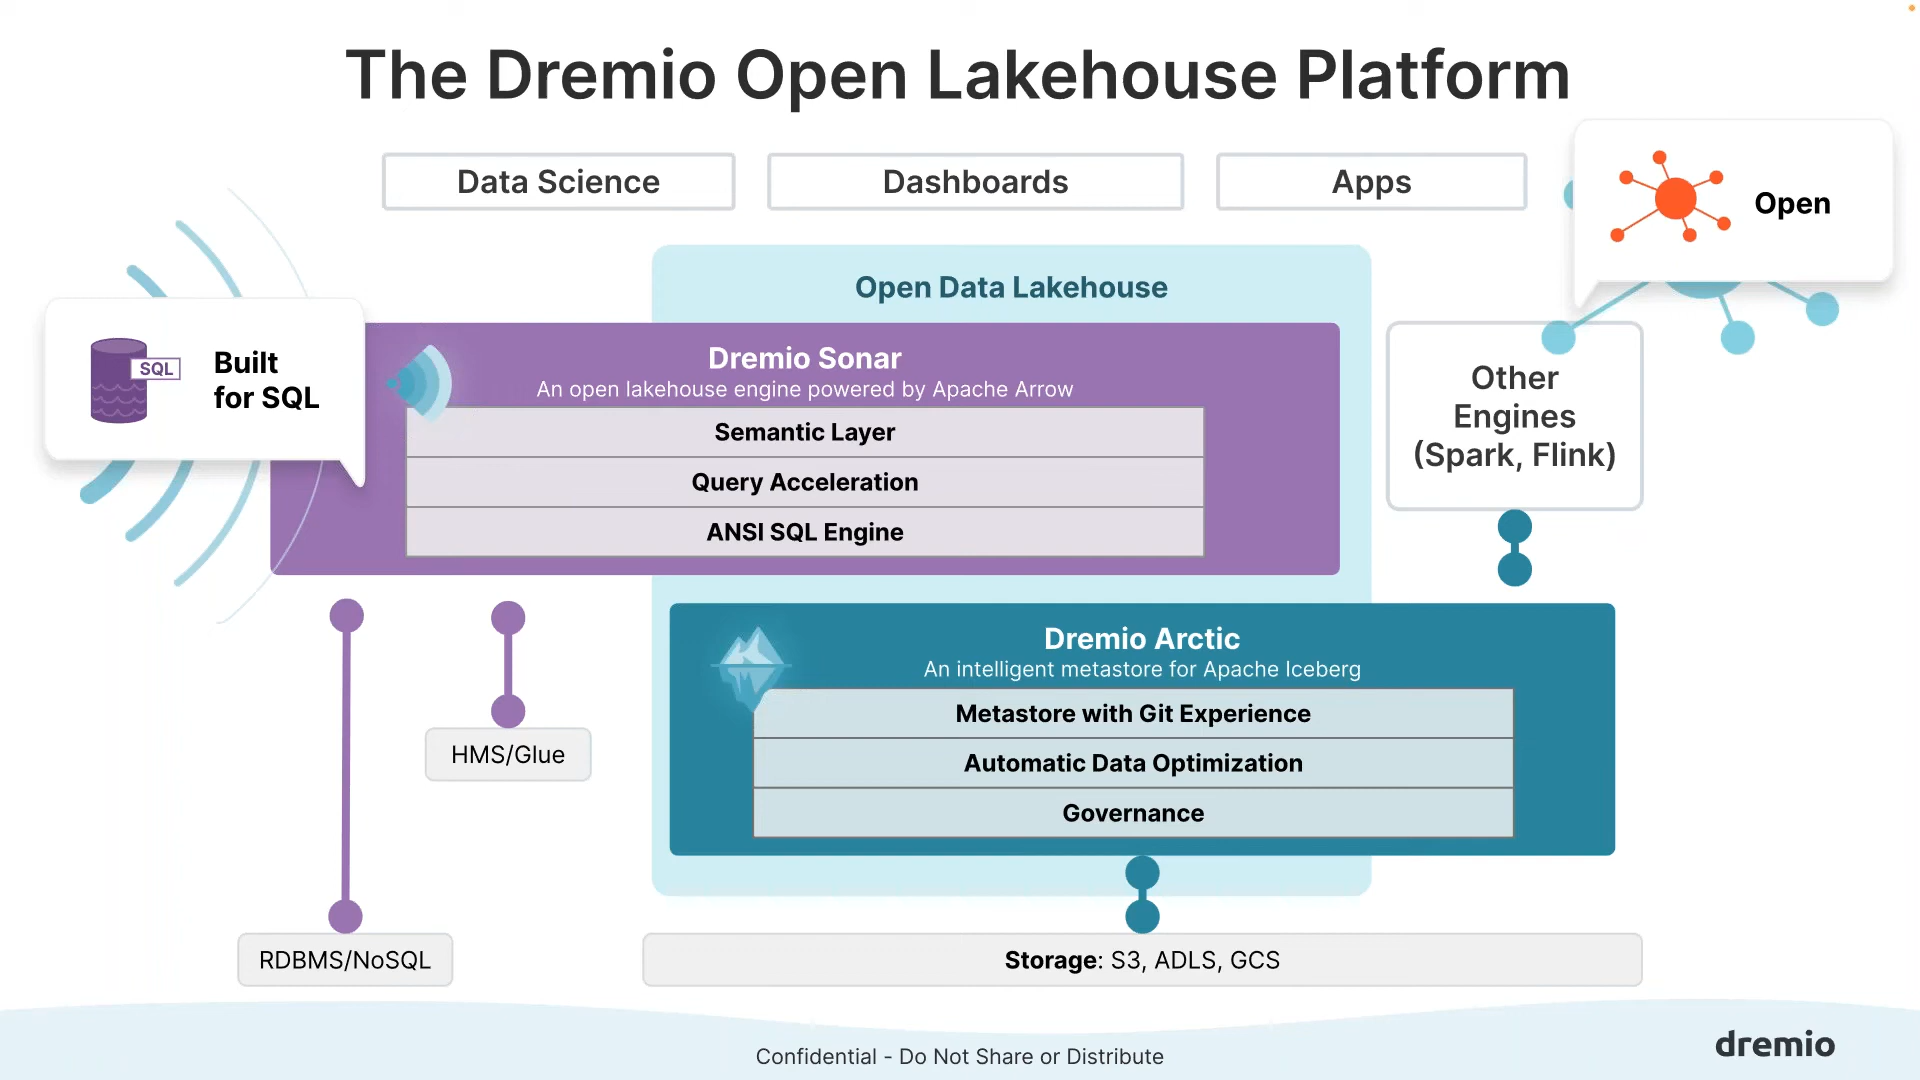 The Dremio Open Lakehouse Platform
Data Science
Dashboards
Apps
Open
Open Data Lakehouse
SQL
Built
for SQL
Dremio Sonar
An open lakehouse engine powered by Apache Arrow
Semantic Layer
Query Acceleration
ANSI SQL Engine
Other
Engines
(Spark, Flink)
Dremio Arctic
An intelligent metastore for Apache Iceberg
Metastore with Git Experience
Automatic Data Optimization
Governance
HMS/Glue
RDBMS/NoSQL
Storage: S3, ADLS, GCS
Confidential - Do Not Share or Distribute
dremio